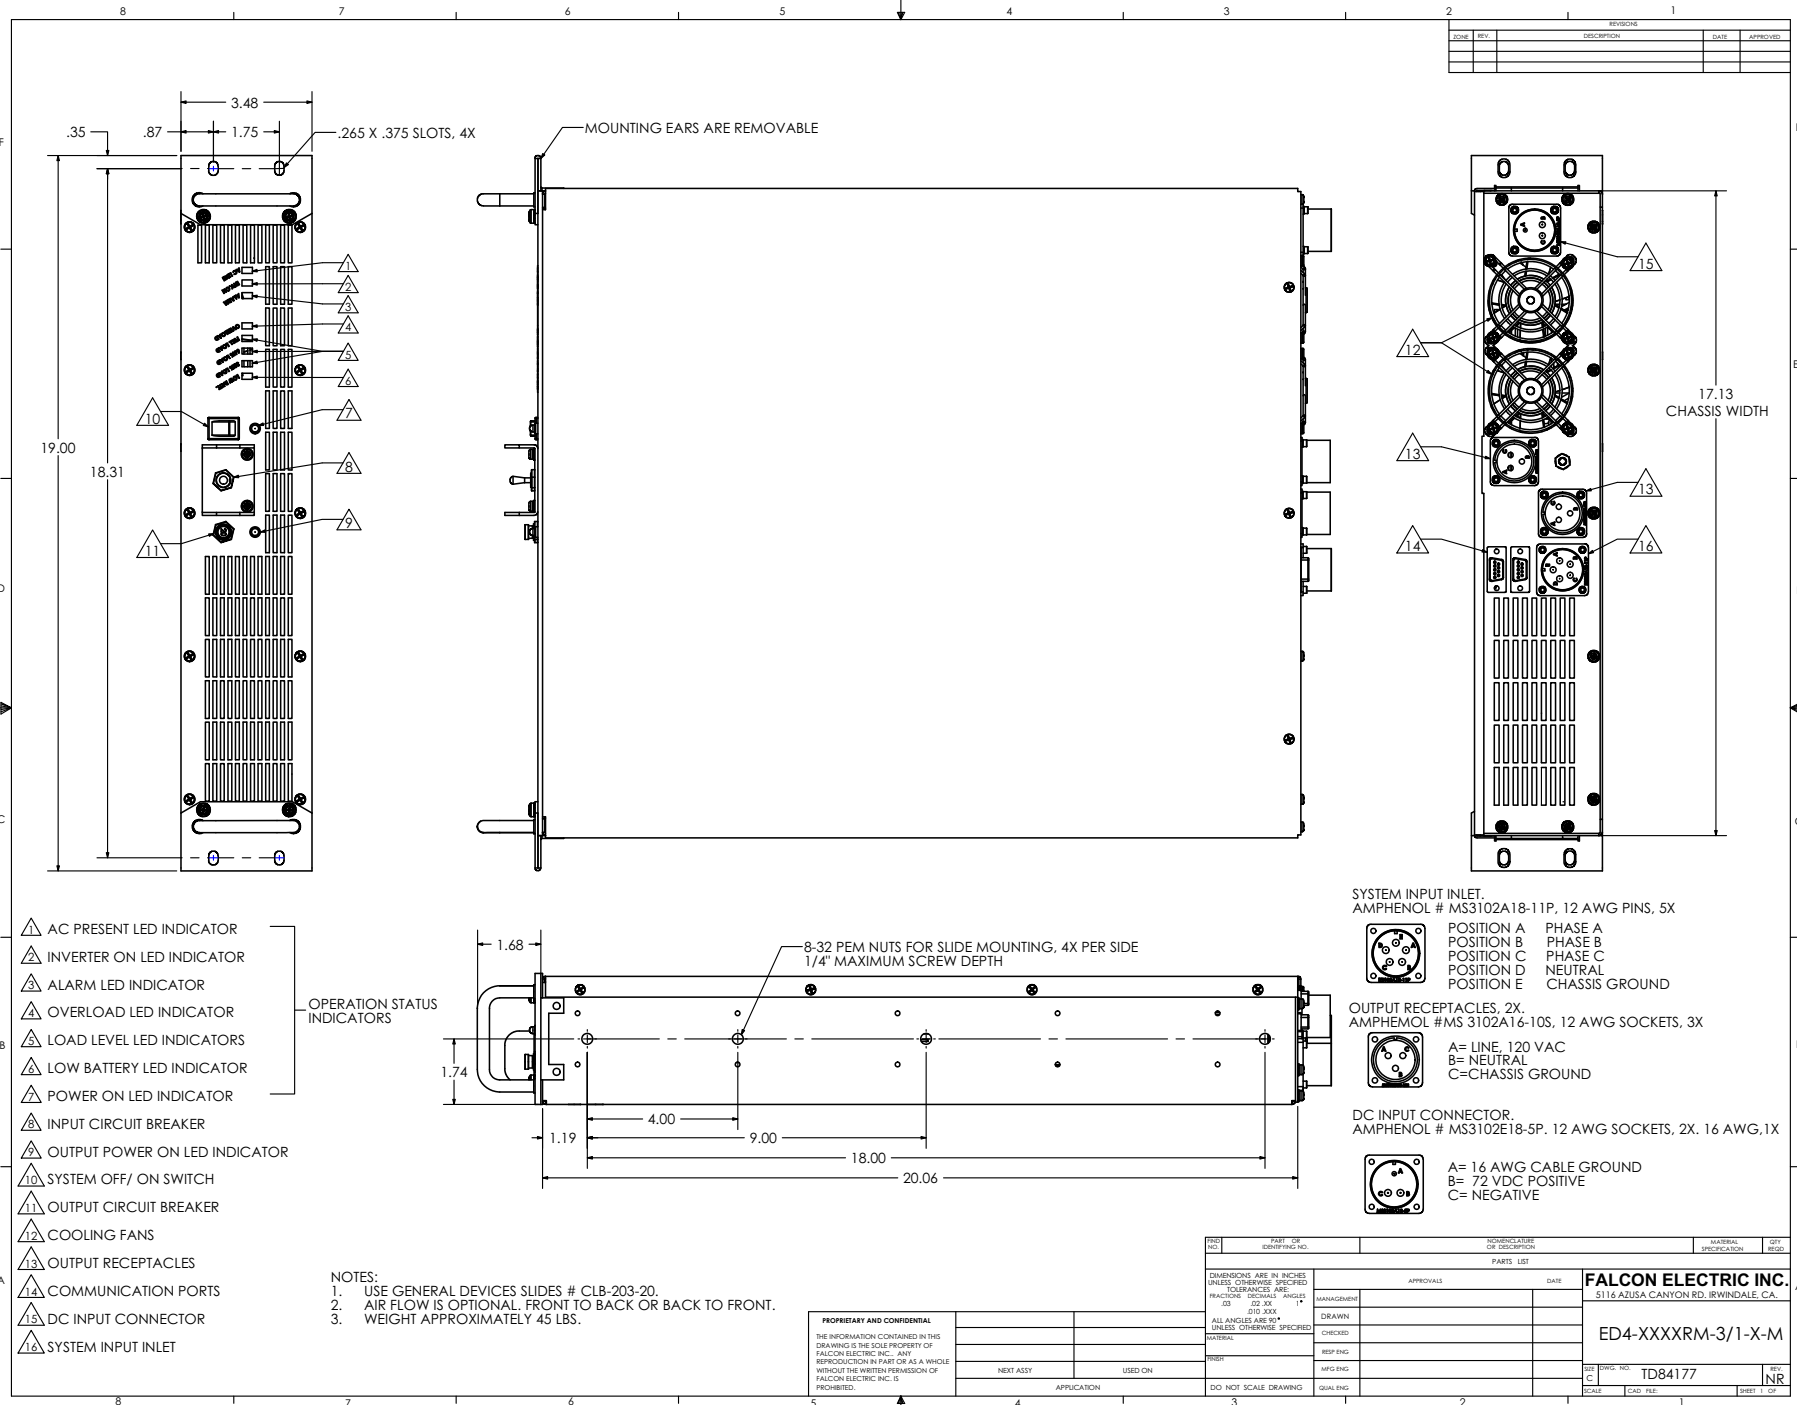 8 7 6 5 4 3 2 1
REVISIONS
ZONE REV. DESCRIPTION DATE APPROVED
3.48
.35 .87 1.75 .265 X .375 SLOTS, 4X
MOUNTING EARS ARE REMOVABLE
1
2
3
4
5
6
7
8
9
10
11
19.00
18.31
12
13
13
14
15
16
17.13
CHASSIS WIDTH
1 AC PRESENT LED INDICATOR
2 INVERTER ON LED INDICATOR
3 ALARM LED INDICATOR
4 OVERLOAD LED INDICATOR
5 LOAD LEVEL LED INDICATORS
6 LOW BATTERY LED INDICATOR
7 POWER ON LED INDICATOR
8 INPUT CIRCUIT BREAKER
9 OUTPUT POWER ON LED INDICATOR
10 SYSTEM OFF/ ON SWITCH
11 OUTPUT CIRCUIT BREAKER
12 COOLING FANS
13 OUTPUT RECEPTACLES
14 COMMUNICATION PORTS
15 DC INPUT CONNECTOR
16 SYSTEM INPUT INLET
OPERATION STATUS
INDICATORS
1.68
8-32 PEM NUTS FOR SLIDE MOUNTING, 4X PER SIDE
1/4" MAXIMUM SCREW DEPTH
1.74
4.00
1.19 9.00
18.00
20.06
SYSTEM INPUT INLET.
AMPHENOL # MS3102A18-11P, 12 AWG PINS, 5X
POSITION A PHASE A
POSITION B PHASE B
POSITION C PHASE C
POSITION D NEUTRAL
POSITION E CHASSIS GROUND
OUTPUT RECEPTACLES, 2X.
AMPHEMOL #MS 3102A16-10S, 12 AWG SOCKETS, 3X
A= LINE, 120 VAC
B= NEUTRAL
C=CHASSIS GROUND
DC INPUT CONNECTOR.
AMPHENOL # MS3102E18-5P. 12 AWG SOCKETS, 2X. 16 AWG,1X
A= 16 AWG CABLE GROUND
B= 72 VDC POSITIVE
C= NEGATIVE
NOTES:
1. USE GENERAL DEVICES SLIDES # CLB-203-20.
2. AIR FLOW IS OPTIONAL. FRONT TO BACK OR BACK TO FRONT.
3. WEIGHT APPROXIMATELY 45 LBS.
PROPRIETARY AND CONFIDENTIAL
THE INFORMATION CONTAINED IN THIS
DRAWING IS THE SOLE PROPERTY OF
FALCON ELECTRIC INC.. ANY
REPRODUCTION IN PART OR AS A WHOLE
WITHOUT THE WRITTEN PERMISSION OF
FALCON ELECTRIC INC. IS
PROHIBITED.
NEXT ASSY USED ON
APPLICATION
FIND NO. PART OR IDENTIFYING NO. NOMENCLATURE OR DESCRIPTION MATERIAL SPECIFICATION QTY REQD
PARTS LIST
DIMENSIONS ARE IN INCHES
UNLESS OTHERWISE SPECIFIED
TOLERANCES ARE:
FRACTIONS DECIMALS ANGLES
.03 .02 .XX 1°
.010 .XXX
ALL ANGLES ARE 90°
UNLESS OTHERWISE SPECIFIED
MATERIAL
FINISH
DO NOT SCALE DRAWING
APPROVALS DATE
MANAGEMENT
DRAWN
CHECKED
RESP ENG
MFG ENG
QUAL ENG
FALCON ELECTRIC INC.
5116 AZUSA CANYON RD. IRWINDALE, CA.
ED4-XXXXRM-3/1-X-M
SIZE C DWG. NO. TD84177 REV. NR
SCALE CAD FILE: SHEET 1 OF
8 7 6 5 4 3 2 1